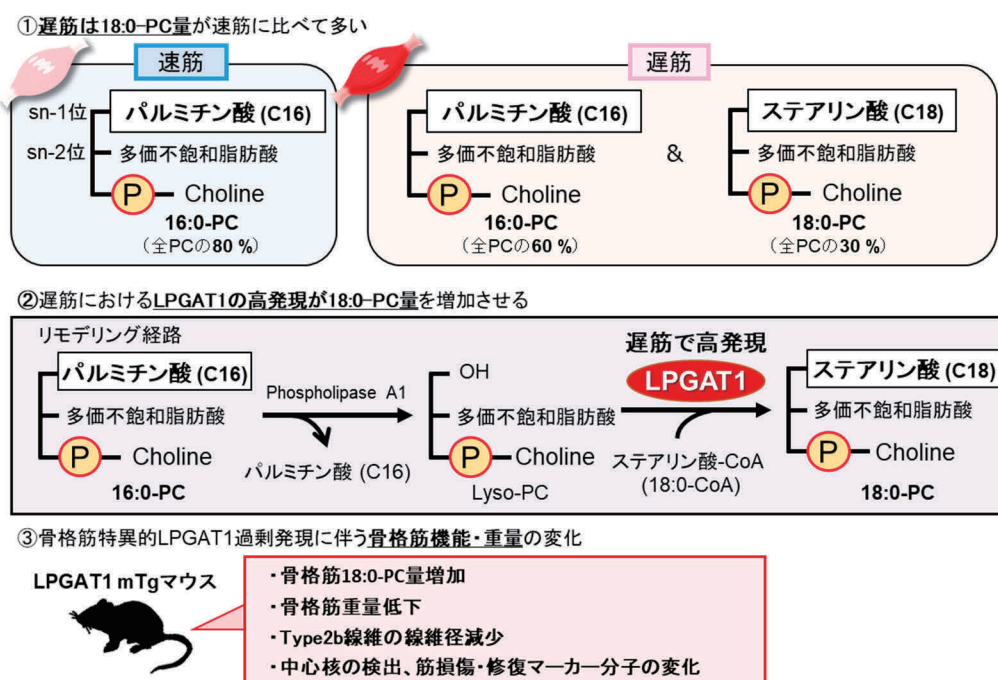 ①遅筋は18:0-PC量が速筋に比べて多い
速筋
sn-1位
パルミチン酸 (C16)
sn-2位
多価不飽和脂肪酸
P
Choline
16:0-PC
（全PCの80 %）
遅筋
パルミチン酸 (C16)
多価不飽和脂肪酸
P
Choline
16:0-PC
（全PCの60 %）
&
ステアリン酸 (C18)
多価不飽和脂肪酸
P
Choline
18:0-PC
（全PCの30 %）
②遅筋におけるLPGAT1の高発現が18:0-PC量を増加させる
リモデリング経路
パルミチン酸 (C16)
多価不飽和脂肪酸
P
Choline
16:0-PC
Phospholipase A1
パルミチン酸 (C16)
OH
多価不飽和脂肪酸
P
Choline
Lyso-PC
遅筋で高発現
LPGAT1
ステアリン酸-CoA
(18:0-CoA)
ステアリン酸 (C18)
多価不飽和脂肪酸
P
Choline
18:0-PC
③骨格筋特異的LPGAT1過剰発現に伴う骨格筋機能・重量の変化
LPGAT1 mTgマウス
・骨格筋18:0-PC量増加
・骨格筋重量低下
・Type2b線維の線維径減少
・中心核の検出、筋損傷・修復マーカー分子の変化